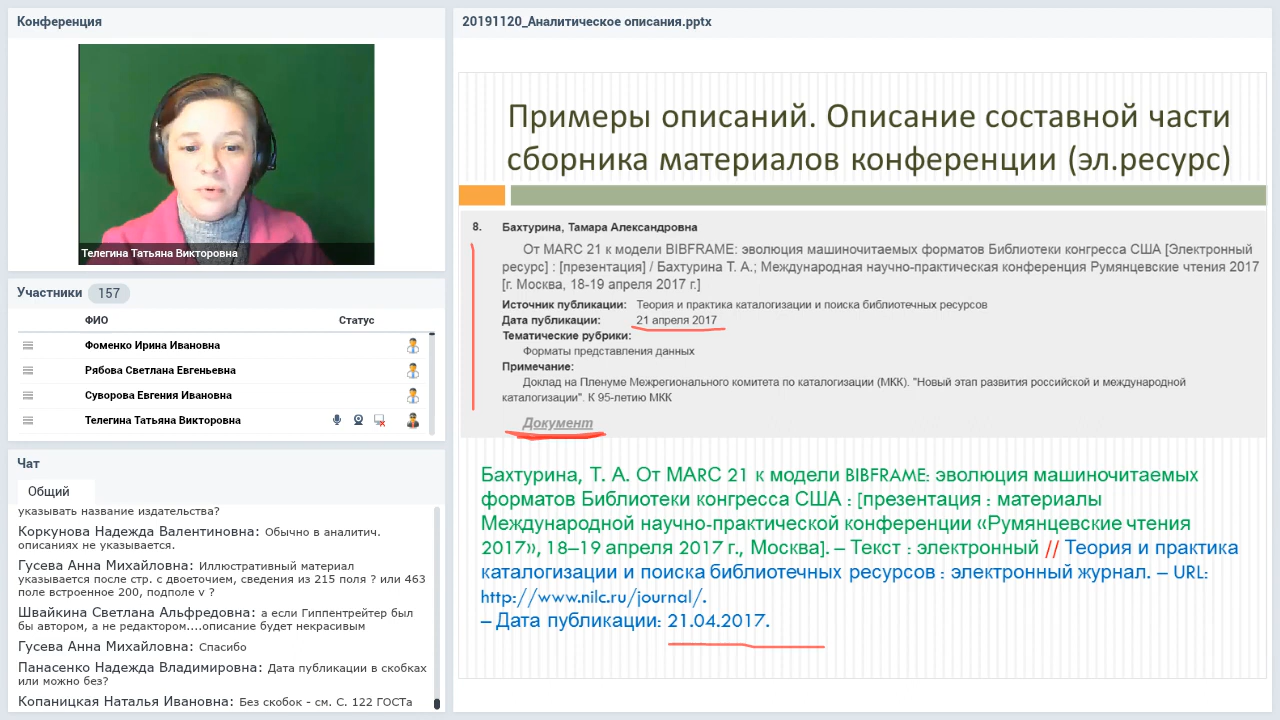 Конференция
Телегина Татьяна Викторовна
Участники 157
ФИО Статус
Фоменко Ирина Ивановна
Рябова Светлана Евгеньевна
Суворова Евгения Ивановна
Телегина Татьяна Викторовна
Чат
Общий
указывать название издательства?
Коркунова Надежда Валентиновна: Обычно в аналитич.
описаниях не указывается.
Гусева Анна Михайловна: Иллюстративный материал
указывается после стр. с двоеточием, сведения из 215 поля ? или 463
поле встроенное 200, подполе v ?
Швайкина Светлана Альфредовна: а если Гиппентрейтер был
бы автором, а не редактором....описание будет некрасивым
Гусева Анна Михайловна: Спасибо
Панасенко Надежда Владимировна: Дата публикации в скобках
или можно без?
Копаницкая Наталья Ивановна: Без скобок - см. С. 122 ГОСТа
20191120_Аналитическое описания.pptx
Примеры описаний. Описание составной части
сборника материалов конференции (эл.ресурс)
8. Бахтурина, Тамара Александровна
От MARC 21 к модели BIBFRAME: эволюция машиночитаемых форматов Библиотеки конгресса США [Электронный
ресурс] : [презентация] / Бахтурина Т. А.; Международная научно-практическая конференция Румянцевские чтения 2017
[г. Москва, 18-19 апреля 2017 г.]
Источник публикации: Теория и практика каталогизации и поиска библиотечных ресурсов
Дата публикации: 21 апреля 2017
Тематические рубрики:
Форматы представления данных
Примечание:
Доклад на Пленуме Межрегионального комитета по каталогизации (МКК). "Новый этап развития российской и международной
каталогизации". К 95-летию МКК
Документ
Бахтурина, Т. А. От MARC 21 к модели BIBFRAME: эволюция машиночитаемых
форматов Библиотеки конгресса США : [презентация : материалы
Международной научно-практической конференции «Румянцевские чтения
2017», 18–19 апреля 2017 г., Москва]. – Текст : электронный // Теория и практика
каталогизации и поиска библиотечных ресурсов : электронный журнал. – URL:
http://www.nilc.ru/journal/.
– Дата публикации: 21.04.2017.